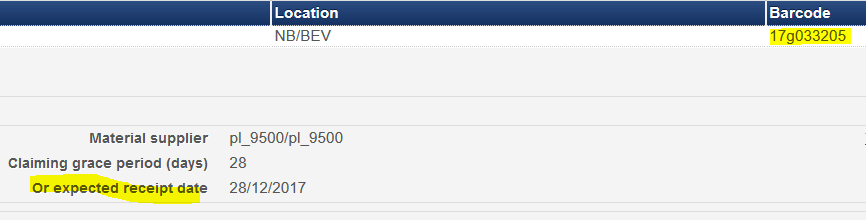 Location Barcode
NB/BEV 17g033205
Material supplier pl_9500/pl_9500
Claiming grace period (days) 28
Or expected receipt date 28/12/2017